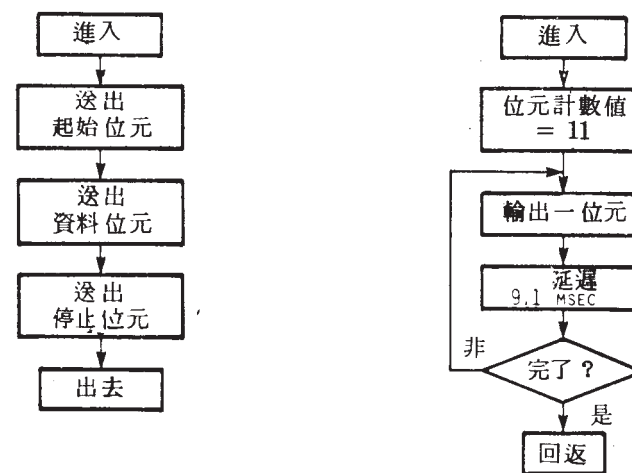 進入
送出
起始位元
送出
資料位元
送出
停止位元
出去
進入
位元計數值
= 11
輸出一位元
延遲
9.1 MSEC
非
完了？
是
回返